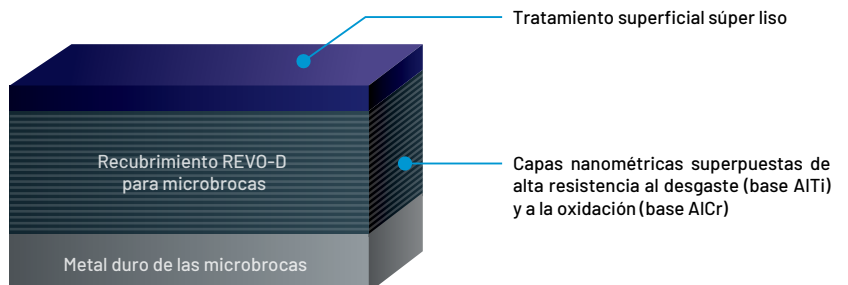 Tratamiento superficial súper liso
Recubrimiento REVO-D
para microbrocas
Capas nanométricas superpuestas de
alta resistencia al desgaste (base AlTi)
y a la oxidación (base AlCr)
Metal duro de las microbrocas